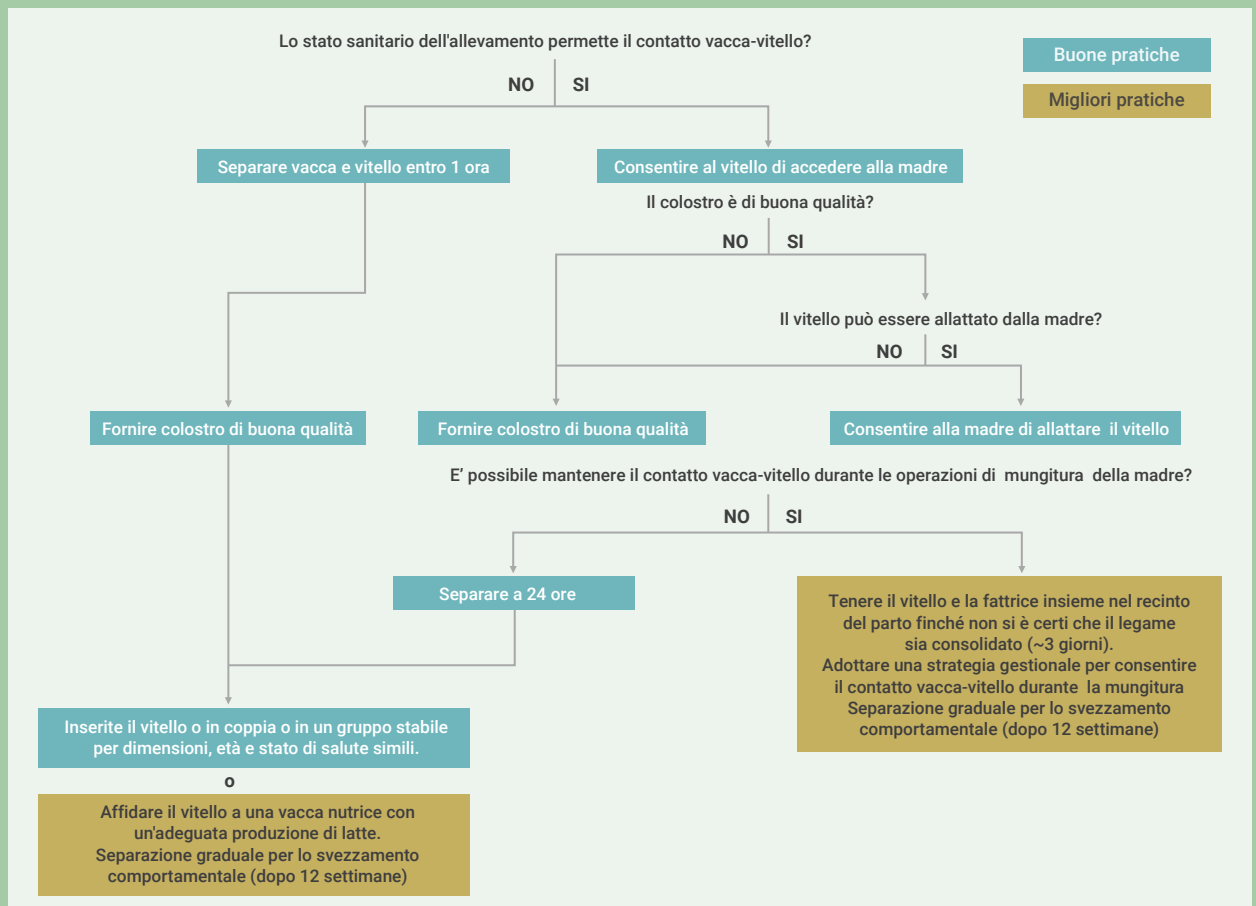 Lo stato sanitario dell'allevamento permette il contatto vacca-vitello?
Buone pratiche
NO
SI
Migliori pratiche
Separare vacca e vitello entro 1 ora
Consentire al vitello di accedere alla madre
Il colostro è di buona qualità?
NO
SI
Il vitello può essere allattato dalla madre?
NO
SI
Fornire colostro di buona qualità
Fornire colostro di buona qualità
Consentire alla madre di allattare il vitello
E’ possibile mantenere il contatto vacca-vitello durante le operazioni di mungitura della madre?
NO
SI
Separare a 24 ore
Tenere il vitello e la fattrice insieme nel recinto
del parto finché non si è certi che il legame
sia consolidato (~3 giorni).
Adottare una strategia gestionale per consentire
il contatto vacca-vitello durante la mungitura
Separazione graduale per lo svezzamento
comportamentale (dopo 12 settimane)
Inserite il vitello o in coppia o in un gruppo stabile
per dimensioni, età e stato di salute simili.
o
Affidare il vitello a una vacca nutrice con
un'adeguata produzione di latte.
Separazione graduale per lo svezzamento
comportamentale (dopo 12 settimane)